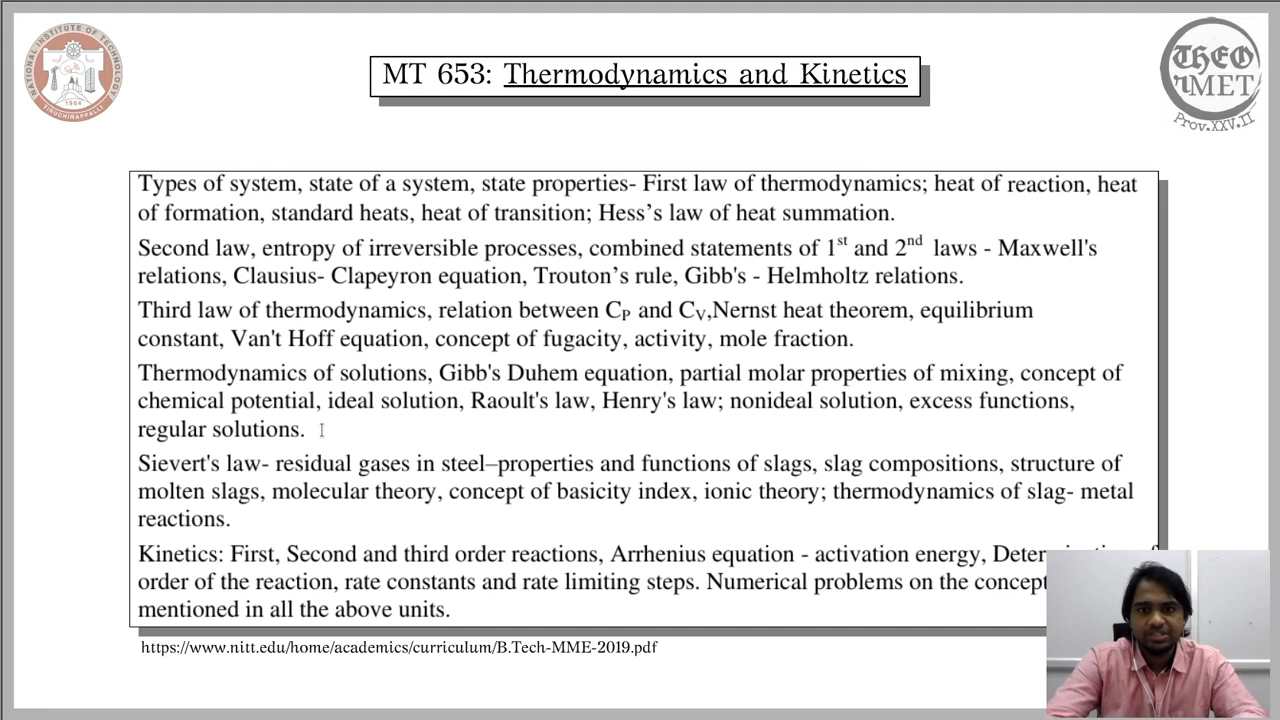 NATIONAL INSTITUTE OF TECHNOLOGY
1964
TIRUCHIRAPPALLI
MT 653: Thermodynamics and Kinetics
THEO
MET
Prov.XXV.II
Types of system, state of a system, state properties- First law of thermodynamics; heat of reaction, heat
of formation, standard heats, heat of transition; Hess’s law of heat summation.
Second law, entropy of irreversible processes, combined statements of 1st and 2nd laws - Maxwell's
relations, Clausius- Clapeyron equation, Trouton’s rule, Gibb's - Helmholtz relations.
Third law of thermodynamics, relation between CP and CV,Nernst heat theorem, equilibrium
constant, Van't Hoff equation, concept of fugacity, activity, mole fraction.
Thermodynamics of solutions, Gibb's Duhem equation, partial molar properties of mixing, concept of
chemical potential, ideal solution, Raoult's law, Henry's law; nonideal solution, excess functions,
regular solutions.
Sievert's law- residual gases in steel–properties and functions of slags, slag compositions, structure of
molten slags, molecular theory, concept of basicity index, ionic theory; thermodynamics of slag- metal
reactions.
Kinetics: First, Second and third order reactions, Arrhenius equation - activation energy,
order of the reaction, rate constants and rate limiting steps. Numerical problems on the concept
mentioned in all the above units.
https://www.nitt.edu/home/academics/curriculum/B.Tech-MME-2019.pdf